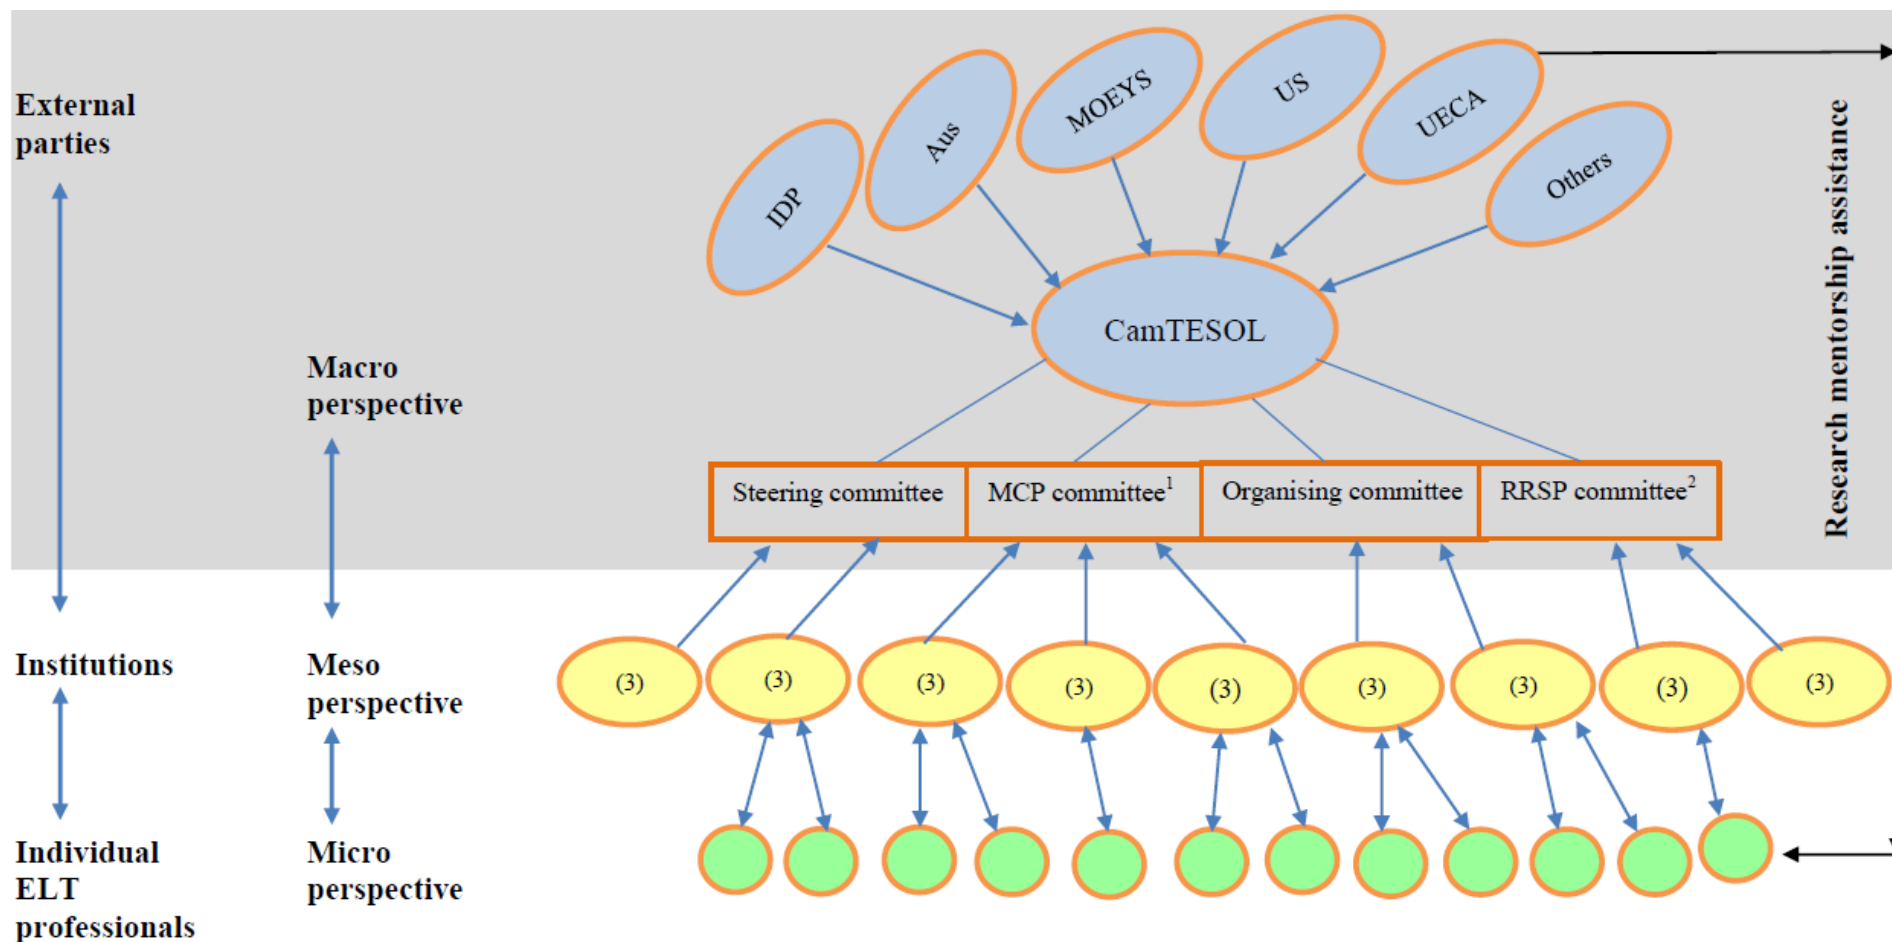 External
parties
IDP
Aus
MOEYS
US
UECA
Others
CamTESOL
Research mentorship assistance
Macro
perspective
Steering committee
MCP committee¹
Organising committee
RRSP committee²
Institutions
Meso
perspective
(3)
(3)
(3)
(3)
(3)
(3)
(3)
(3)
(3)
Individual
ELT
professionals
Micro
perspective